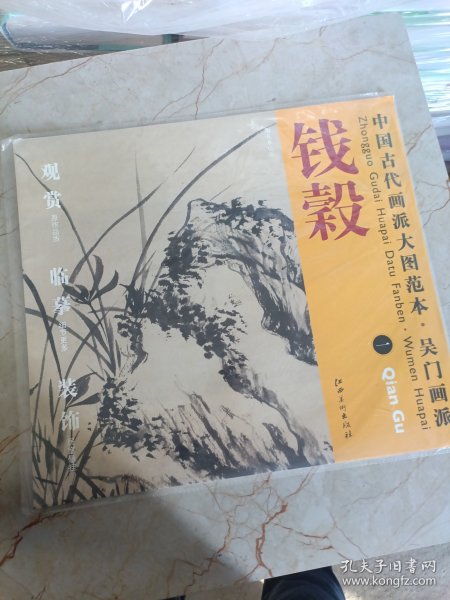 中国古代画派大图范本·吴门画派
Zhongguo Gudai Huapai Datu Fanben·Wumen Huapai
钱穀
一
Qian Gu
江西美术出版社
观赏
临摹
装饰
孔夫子旧书网
www.kongfz.com